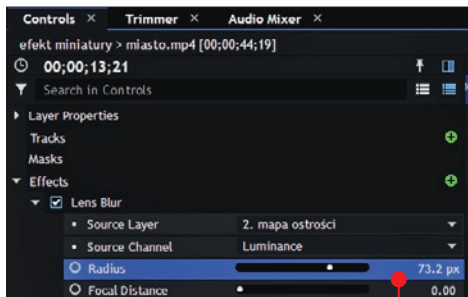 Controls × Trimmer × Audio Mixer ×
efekt miniatury > miasto.mp4 [00;00;44;19]
00;00;13;21
Search in Controls
Layer Properties
Tracks
Masks
Effects
Lens Blur
Source Layer 2. mapa ostrości
Source Channel Luminance
Radius 73.2 px
Focal Distance 0.00